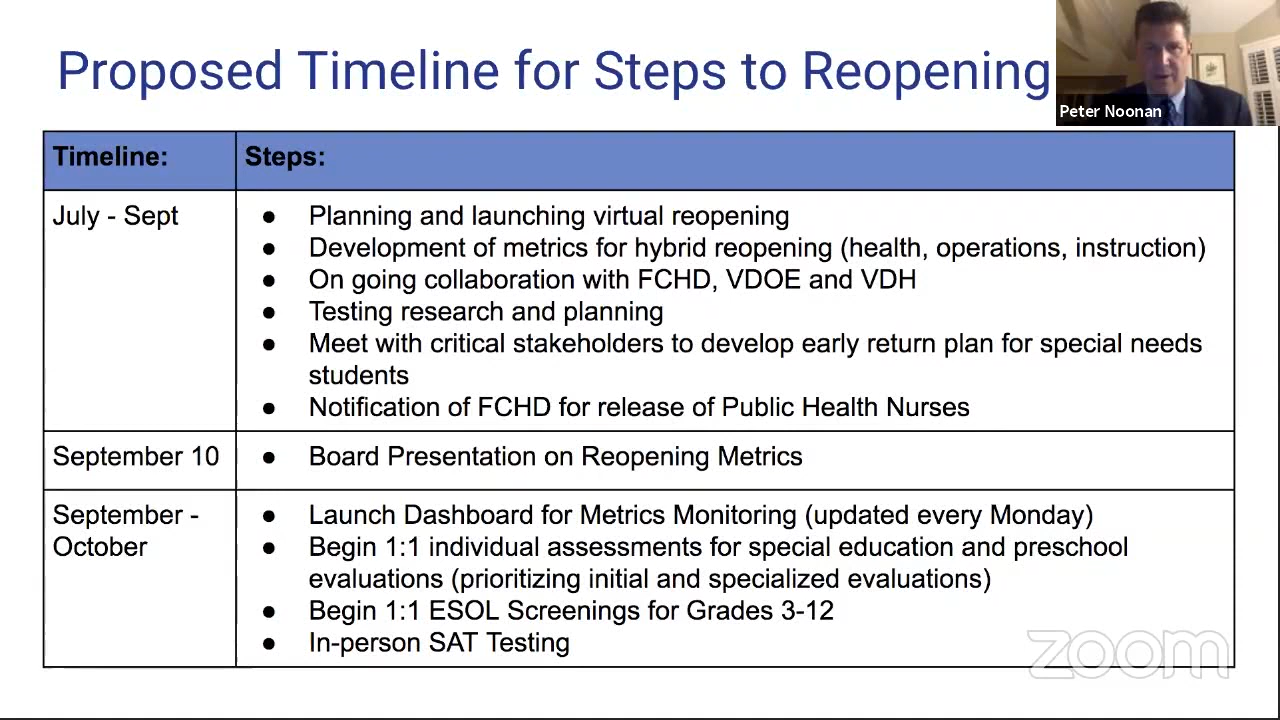 Proposed Timeline for Steps to Reopening
Peter Noonan
Timeline:
Steps:
July - Sept
● Planning and launching virtual reopening
● Development of metrics for hybrid reopening (health, operations, instruction)
● On going collaboration with FCHD, VDOE and VDH
● Testing research and planning
● Meet with critical stakeholders to develop early return plan for special needs
students
● Notification of FCHD for release of Public Health Nurses
September 10
● Board Presentation on Reopening Metrics
September -
October
● Launch Dashboard for Metrics Monitoring (updated every Monday)
● Begin 1:1 individual assessments for special education and preschool
evaluations (prioritizing initial and specialized evaluations)
● Begin 1:1 ESOL Screenings for Grades 3-12
● In-person SAT Testing
zoom